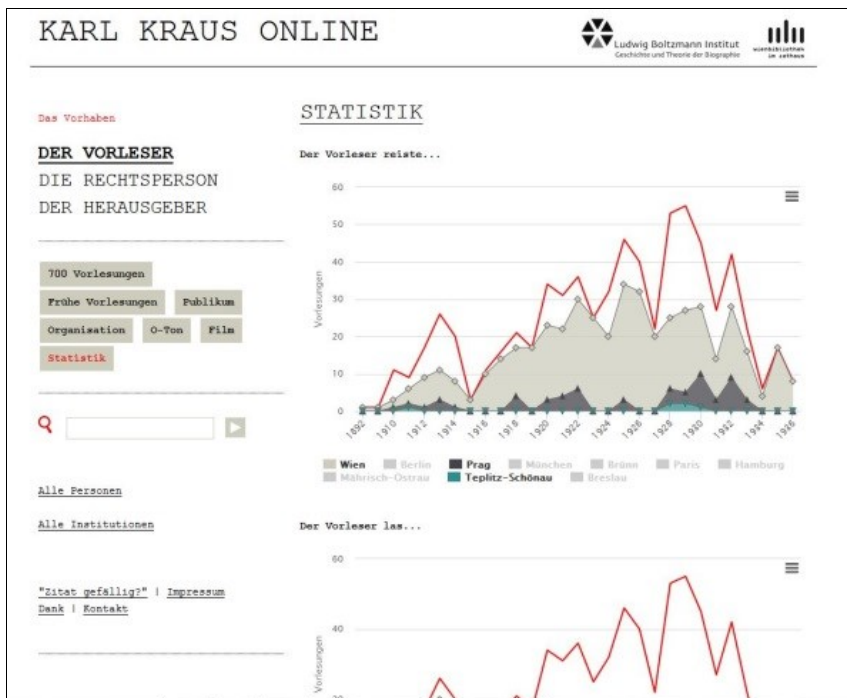 KARL KRAUS ONLINE
Ludwig Boltzmann Institut
Geschichte und Theorie der Biographie
wienbibliothek
im rathaus
Das Vorhaben
DER VORLESER
DIE RECHTSPERSON
DER HERAUSGEBER
700 Vorlesungen
Frühe Vorlesungen Publikum
Organisation O-Ton Film
Statistik
Alle Personen
Alle Institutionen
"Zitat gefällig?" | Impressum
Dank | Kontakt
STATISTIK
Der Vorleser reiste...
60
50
40
30
20
10
0
Vorlesungen
1892 1910 1912 1914 1916 1918 1920 1922 1924 1926 1928 1930 1932 1934 1936
Wien Berlin Prag München Brünn Paris Hamburg
Mährisch-Ostrau Teplitz-Schönau Breslau
Der Vorleser las...
60
40
20
Vorlesungen